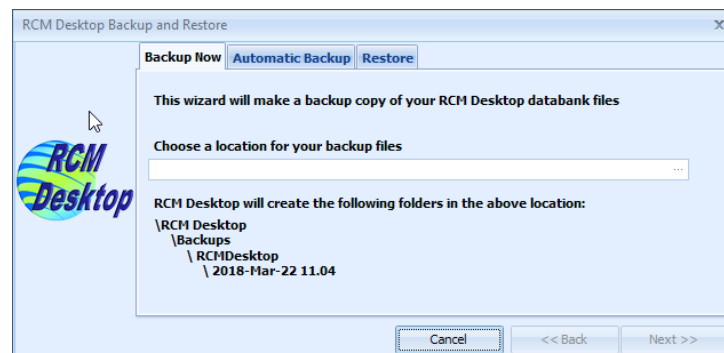 RCM Desktop Backup and Restore
Backup Now Automatic Backup Restore
This wizard will make a backup copy of your RCM Desktop databank files
Choose a location for your backup files
...
RCM
Desktop
RCM Desktop will create the following folders in the above location:
\RCM Desktop
\Backups
\ RCMDesktop
\ 2018-Mar-22 11.04
Cancel << Back Next >>